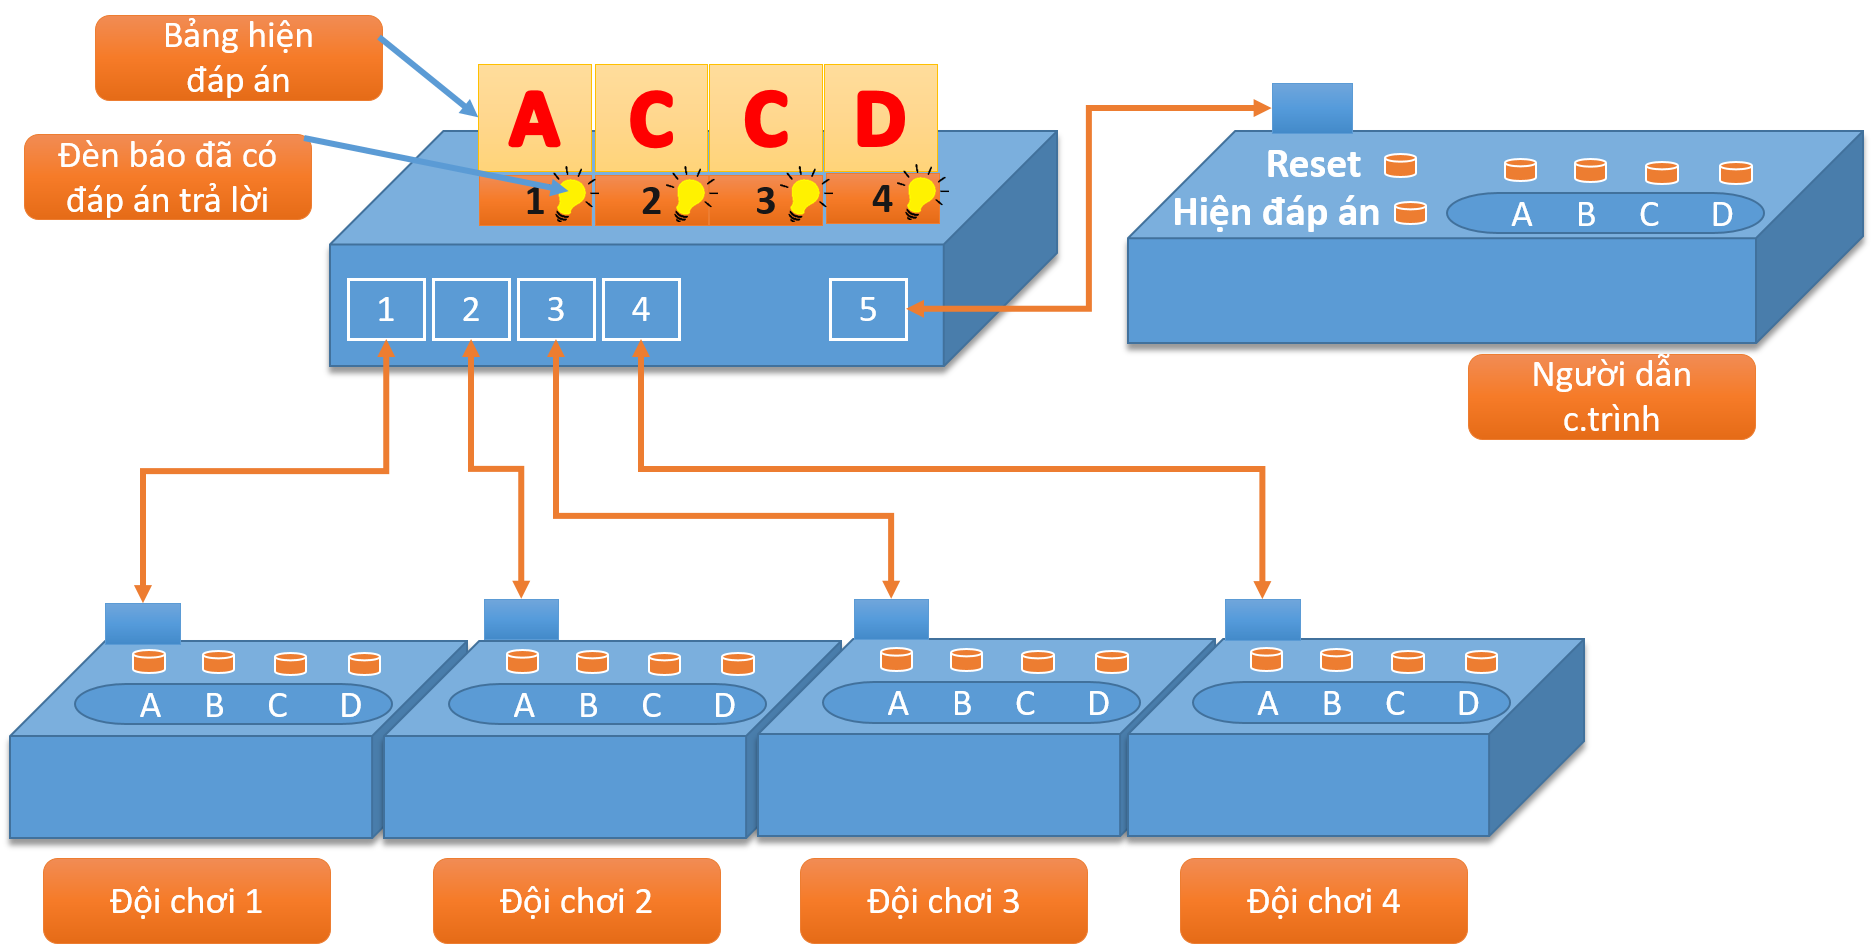 Bảng hiện
đáp án
Đèn báo đã có
đáp án trả lời
A C C D
1 2 3 4
1 2 3 4 5
Reset
Hiện đáp án
A B C D
Người dẫn
c.trình
A B C D
A B C D
A B C D
A B C D
Đội chơi 1
Đội chơi 2
Đội chơi 3
Đội chơi 4